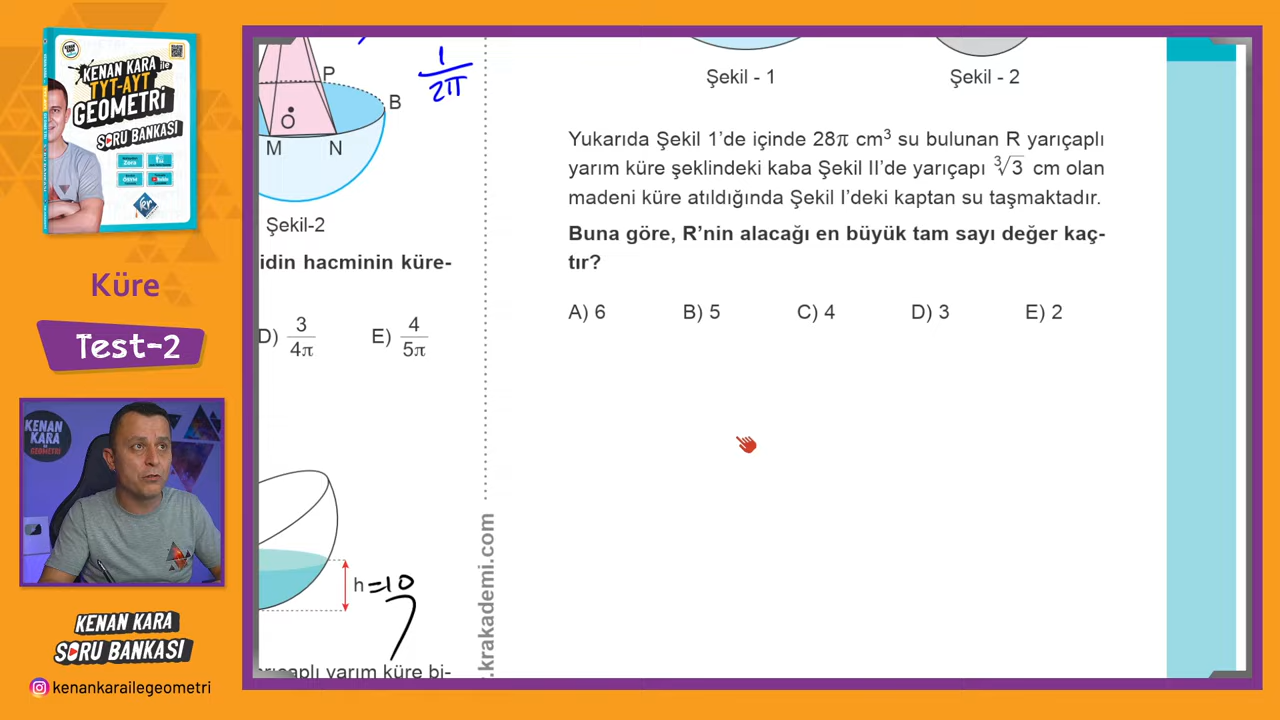 KENAN KARA ile
TYT-AYT
GEOMETRİ
SORU BANKASI
Küre
Test-2
KENAN
KARA
GEOMETRİ
KENAN KARA
SORU BANKASI
kenankarailegeometri
P
B
O
M
N
Şekil-2
1/2π
idin hacminin küre-
D) 3/4π
E) 4/5π
h =10
yarım küre bi-
.krakademi.com
Şekil - 1
Şekil - 2
Yukarıda Şekil 1’de içinde 28π cm³ su bulunan R yarıçaplı
yarım küre şeklindeki kaba Şekil II’de yarıçapı ∛3 cm olan
madeni küre atıldığında Şekil I’deki kaptan su taşmaktadır.
Buna göre, R’nin alacağı en büyük tam sayı değer kaç-
tır?
A) 6
B) 5
C) 4
D) 3
E) 2